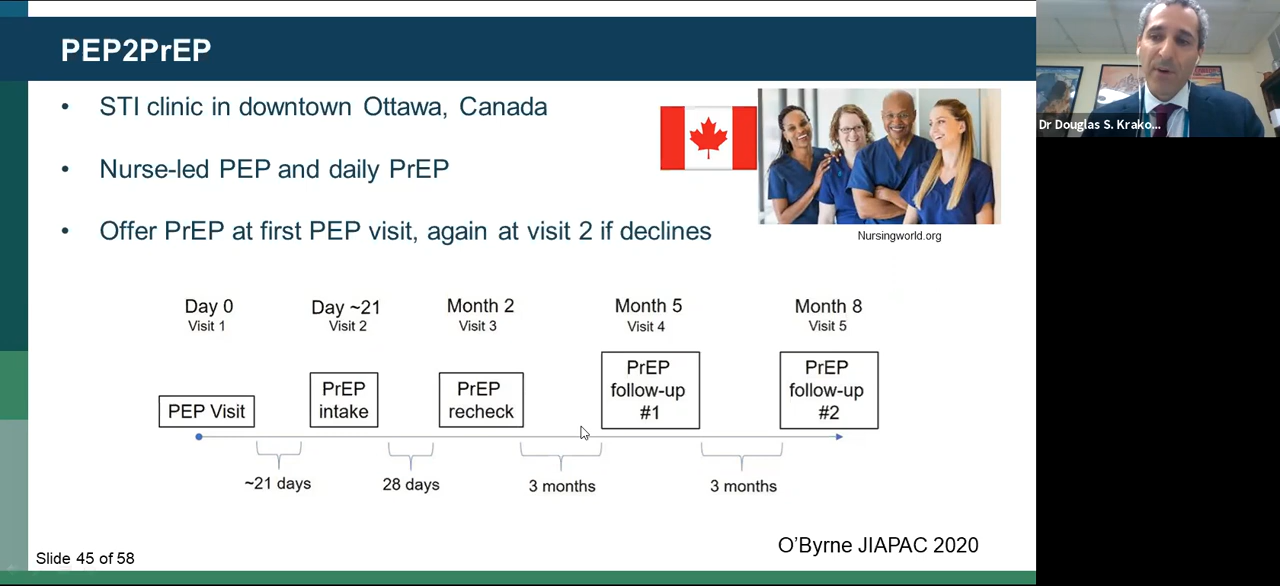 PEP2PrEP
Dr Douglas S. Krako...
• STI clinic in downtown Ottawa, Canada
• Nurse-led PEP and daily PrEP
• Offer PrEP at first PEP visit, again at visit 2 if declines
Nursingworld.org
Day 0
Visit 1
Day ~21
Visit 2
Month 2
Visit 3
Month 5
Visit 4
Month 8
Visit 5
PEP Visit
PrEP
intake
PrEP
recheck
PrEP
follow-up
#1
PrEP
follow-up
#2
~21 days
28 days
3 months
3 months
O'Byrne JIAPAC 2020
Slide 45 of 58